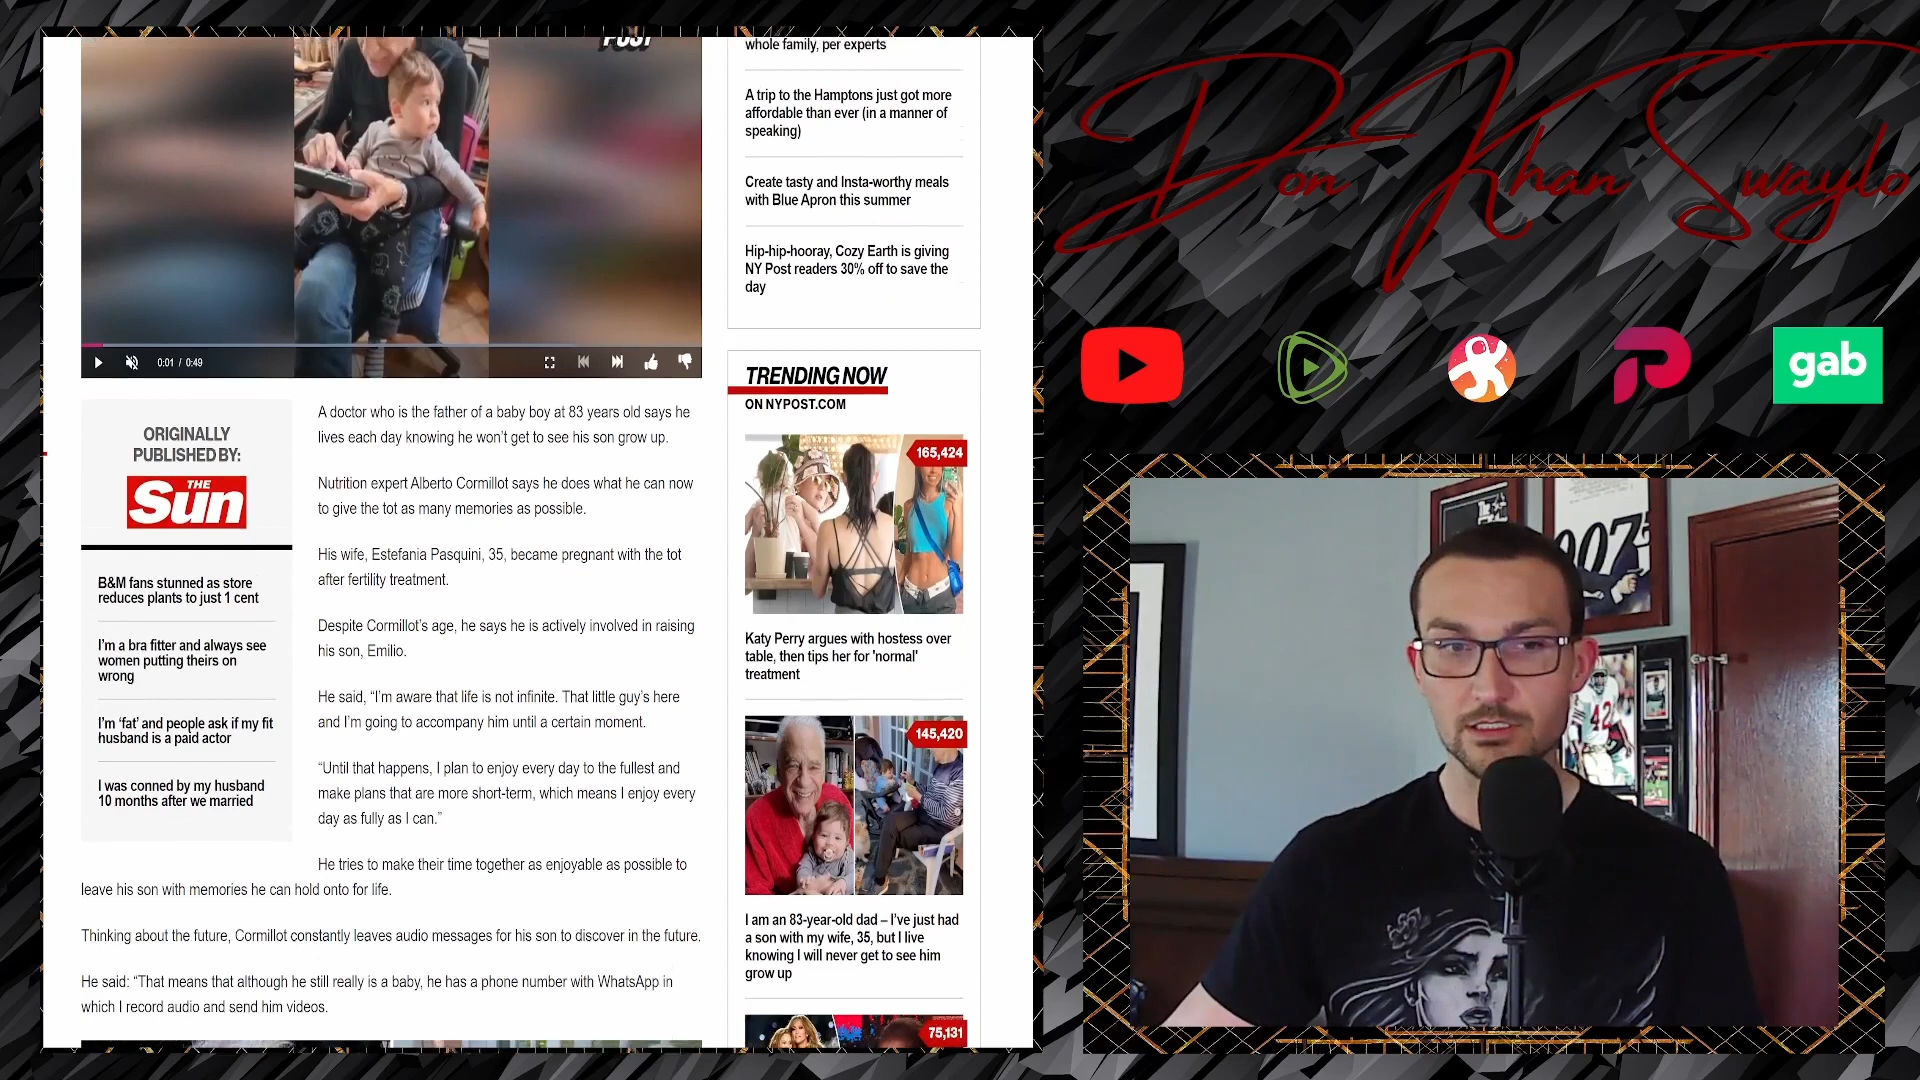 POST
0:01 / 0:49
ORIGINALLY
PUBLISHED BY:
THE
Sun
B&M fans stunned as store
reduces plants to just 1 cent
I'm a bra fitter and always see
women putting theirs on
wrong
I'm ‘fat’ and people ask if my fit
husband is a paid actor
I was conned by my husband
10 months after we married
A doctor who is the father of a baby boy at 83 years old says he
lives each day knowing he won’t get to see his son grow up.
Nutrition expert Alberto Cormillot says he does what he can now
to give the tot as many memories as possible.
His wife, Estefania Pasquini, 35, became pregnant with the tot
after fertility treatment.
Despite Cormillot’s age, he says he is actively involved in raising
his son, Emilio.
He said, “I’m aware that life is not infinite. That little guy’s here
and I’m going to accompany him until a certain moment.
“Until that happens, I plan to enjoy every day to the fullest and
make plans that are more short-term, which means I enjoy every
day as fully as I can.”
He tries to make their time together as enjoyable as possible to
leave his son with memories he can hold onto for life.
Thinking about the future, Cormillot constantly leaves audio messages for his son to discover in the future.
He said: “That means that although he still really is a baby, he has a phone number with WhatsApp in
which I record audio and send him videos.
whole family, per experts
A trip to the Hamptons just got more
affordable than ever (in a manner of
speaking)
Create tasty and Insta-worthy meals
with Blue Apron this summer
Hip-hip-hooray, Cozy Earth is giving
NY Post readers 30% off to save the
day
TRENDING NOW
ON NYPOST.COM
165,424
Katy Perry argues with hostess over
table, then tips her for 'normal'
treatment
145,420
I am an 83-year-old dad – I’ve just had
a son with my wife, 35, but I live
knowing I will never get to see him
grow up
75,131
Don Khan Swaylo
gab
007
42